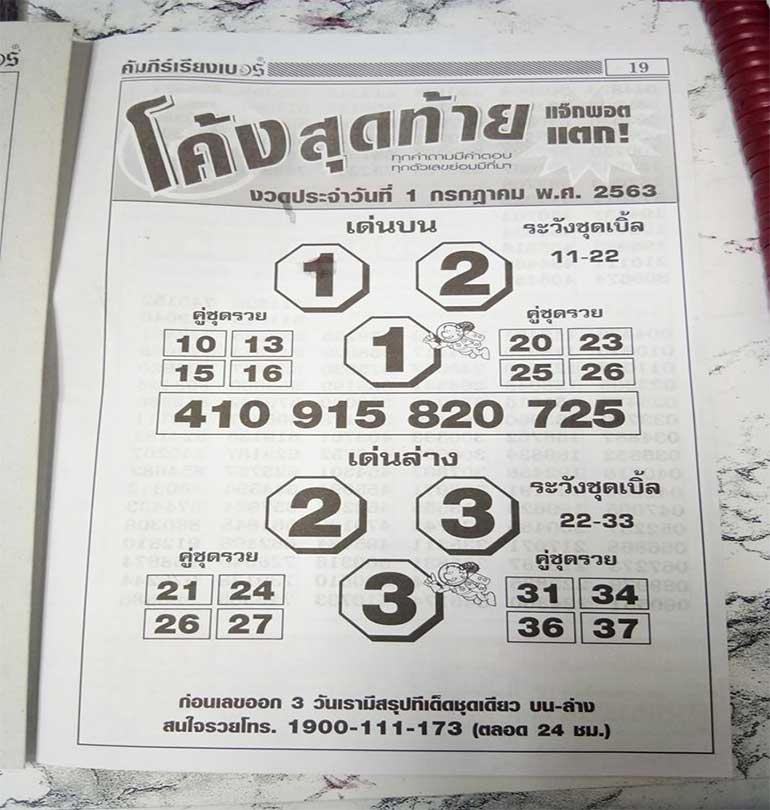 คัมภีร์เรียงเบอร์
19
โค้งสุดท้าย
แจ๊กพอต
แตก!
ทุกคำถามมีคำตอบ
ทุกตัวเลขย่อมมีที่มา
งวดประจำวันที่ 1 กรกฎาคม พ.ศ. 2563
เด่นบน
ระวังชุดเบิ้ล
11-22
1 2
คู่ชุดรวย
10 13
15 16
1
คู่ชุดรวย
20 23
25 26
410 915 820 725
เด่นล่าง
ระวังชุดเบิ้ล
22-33
2 3
คู่ชุดรวย
21 24
26 27
3
คู่ชุดรวย
31 34
36 37
ก่อนเลขออก 3 วันเรามีสรุปทีเด็ดชุดเดียว บน-ล่าง
สนใจรวยโทร. 1900-111-173 (ตลอด 24 ชม.)